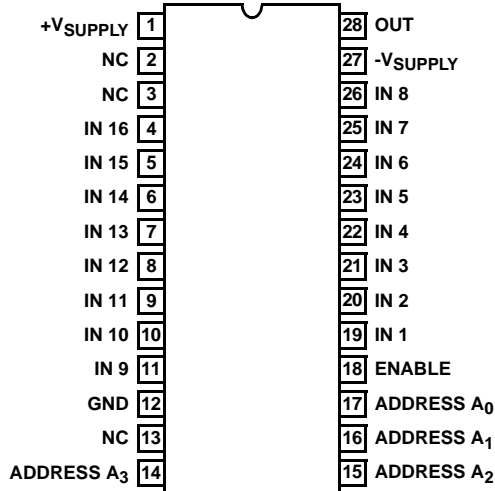 +VSUPPLY 1 28 OUT
NC 2 27 -VSUPPLY
NC 3 26 IN 8
IN 16 4 25 IN 7
IN 15 5 24 IN 6
IN 14 6 23 IN 5
IN 13 7 22 IN 4
IN 12 8 21 IN 3
IN 11 9 20 IN 2
IN 10 10 19 IN 1
IN 9 11 18 ENABLE
GND 12 17 ADDRESS A0
NC 13 16 ADDRESS A1
ADDRESS A3 14 15 ADDRESS A2